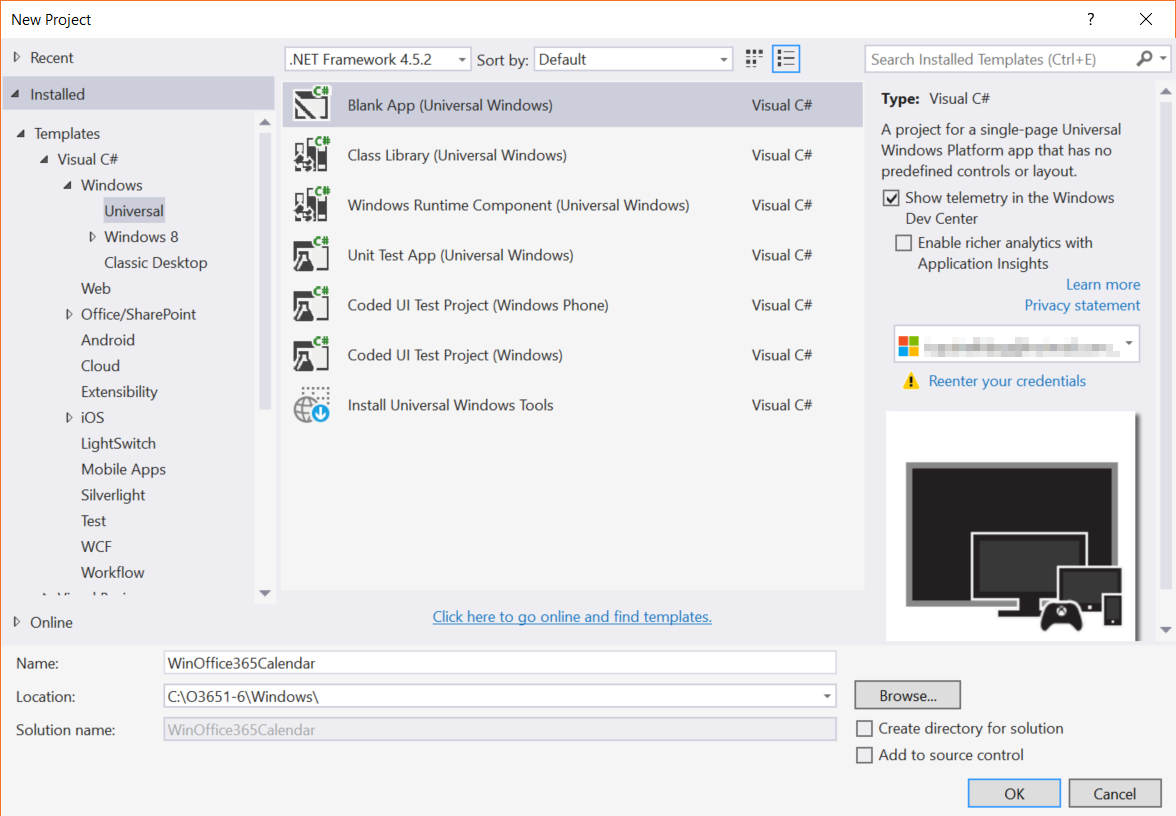 New Project
?
Recent
Installed
Templates
Visual C#
Windows
Universal
Windows 8
Classic Desktop
Web
Office/SharePoint
Android
Cloud
Extensibility
iOS
LightSwitch
Mobile Apps
Silverlight
Test
WCF
Workflow
Online
.NET Framework 4.5.2 Sort by: Default
Search Installed Templates (Ctrl+E)
C# Blank App (Universal Windows) Visual C#
C# Class Library (Universal Windows) Visual C#
C# Windows Runtime Component (Universal Windows) Visual C#
C# Unit Test App (Universal Windows) Visual C#
C# Coded UI Test Project (Windows Phone) Visual C#
C# Coded UI Test Project (Windows) Visual C#
Install Universal Windows Tools Visual C#
Click here to go online and find templates.
Type: Visual C#
A project for a single-page Universal
Windows Platform app that has no
predefined controls or layout.
Show telemetry in the Windows
Dev Center
Enable richer analytics with
Application Insights
Learn more
Privacy statement
Reenter your credentials
Name: WinOffice365Calendar
Location: C:\O3651-6\Windows\
Browse...
Solution name: WinOffice365Calendar
Create directory for solution
Add to source control
OK
Cancel